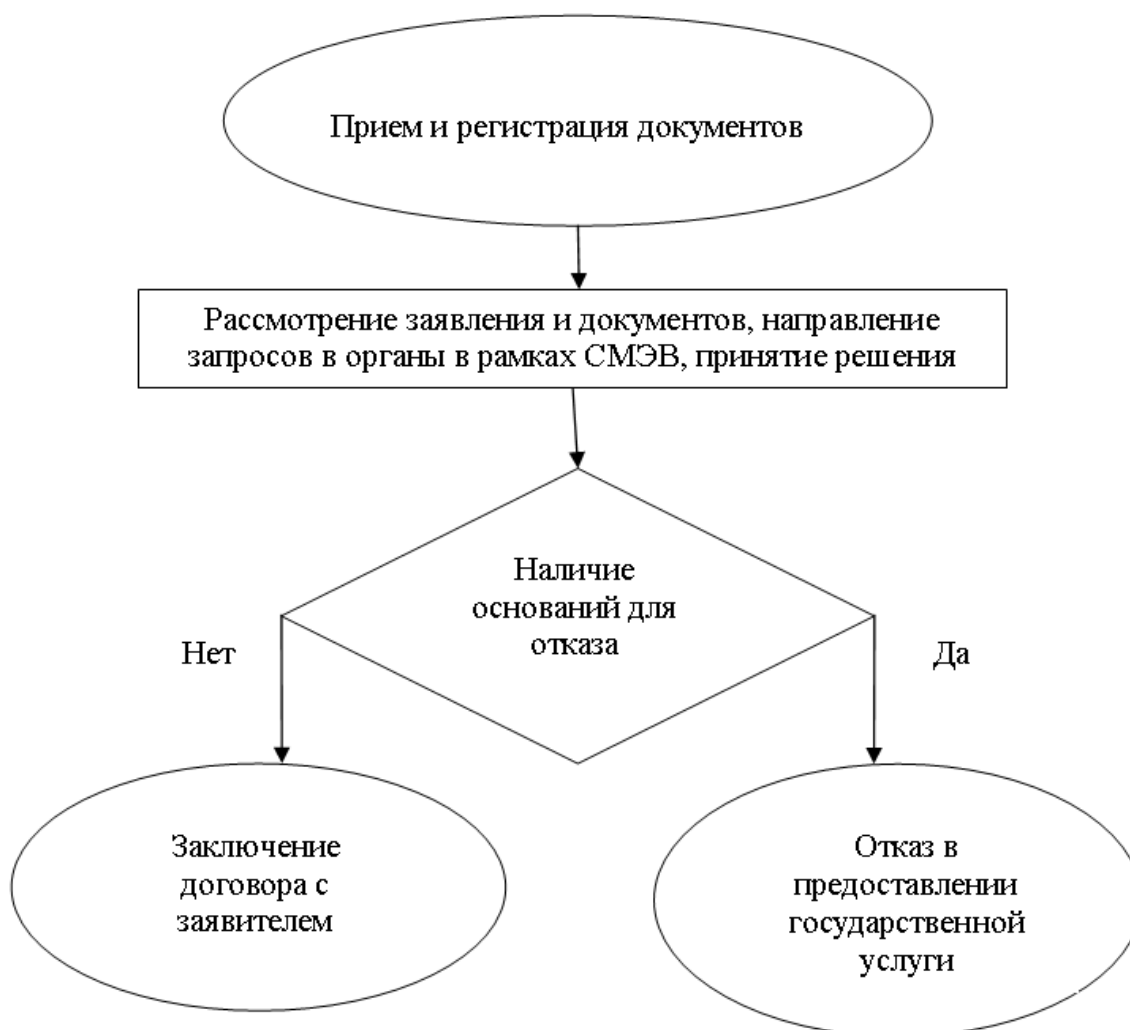 Прием и регистрация документов
Рассмотрение заявления и документов, направление
запросов в органы в рамках СМЭВ, принятие решения
Наличие
оснований для
отказа
Нет
Да
Заключение
договора с
заявителем
Отказ в
предоставлении
государственной
услуги